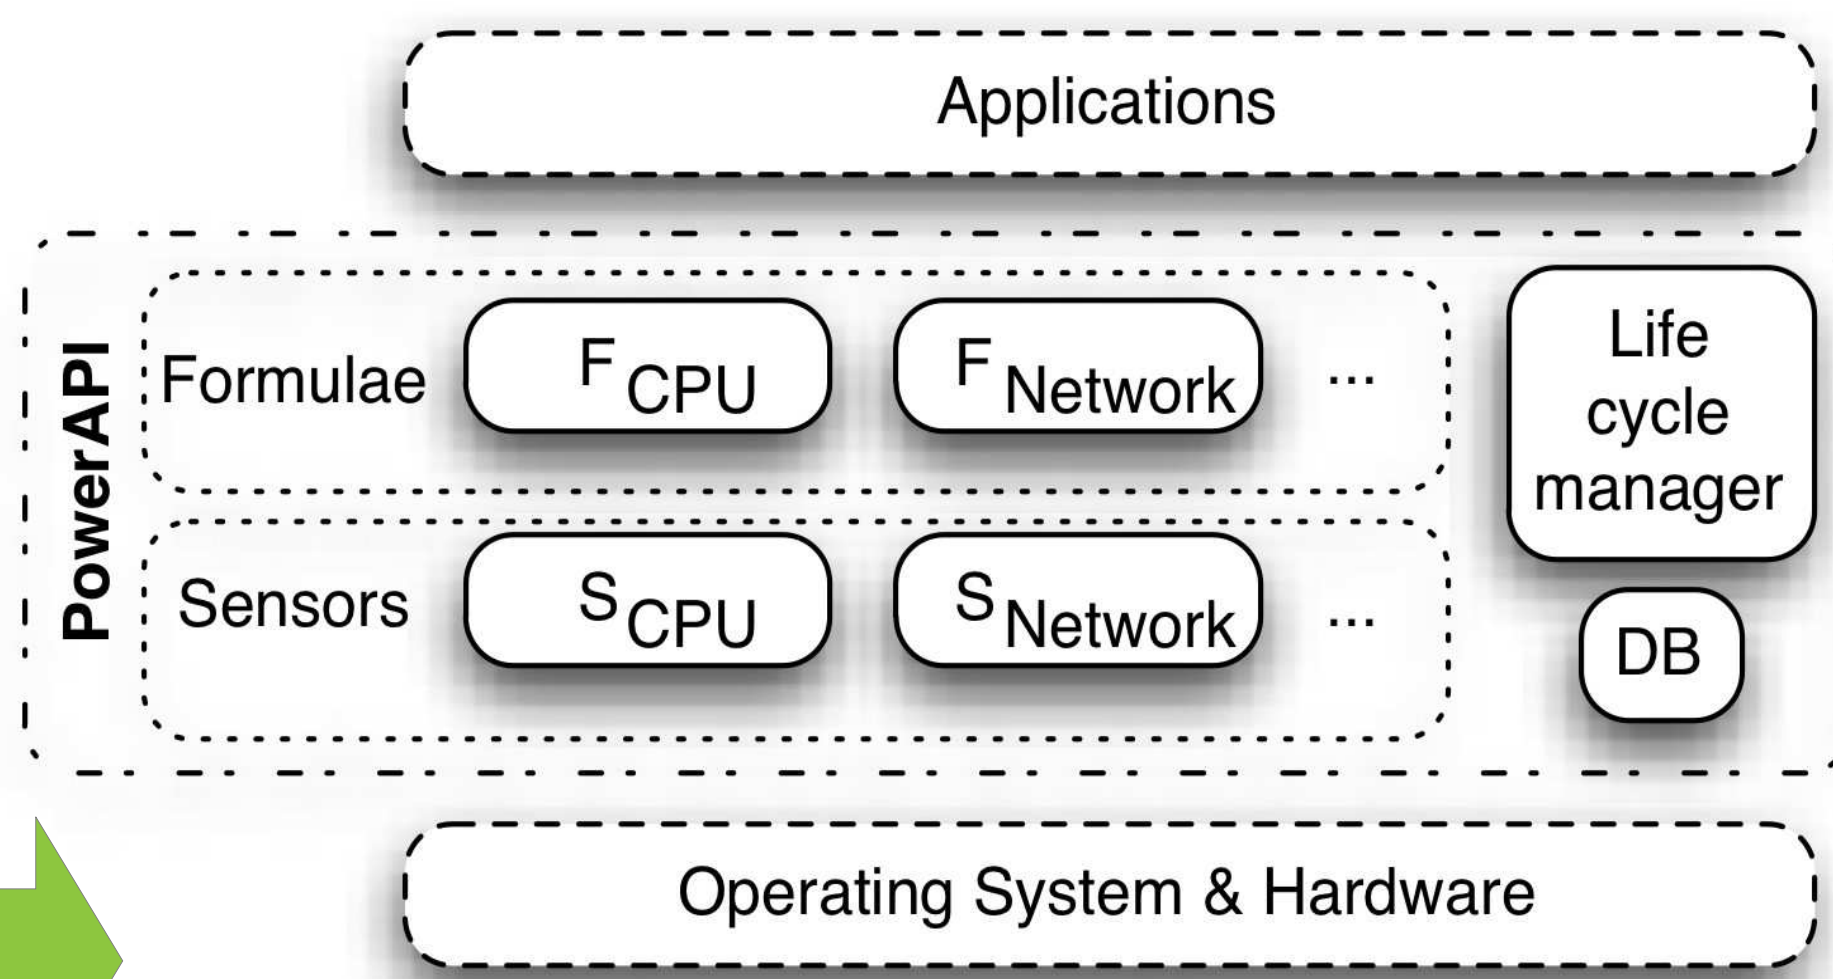 Applications
PowerAPI
Formulae
F CPU
F Network
...
Sensors
S CPU
S Network
...
Life
cycle
manager
DB
Operating System & Hardware